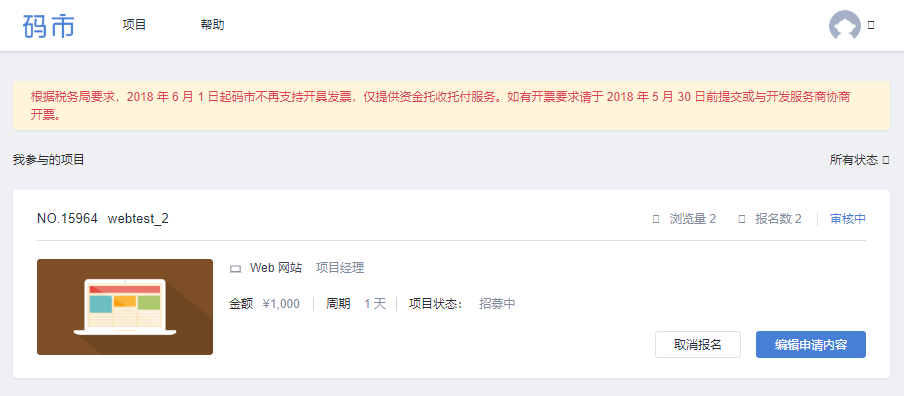 码市 项目 帮助
根据税务局要求，2018 年 6 月 1 日起码市不再支持开具发票，仅提供资金托收托付服务。如有开票要求请于 2018 年 5 月 30 日前提交或与开发服务商协商
开票。
我参与的项目 所有状态
NO.15964 webtest_2 浏览量 2 报名数 2 审核中
Web 网站 项目经理
金额 ¥1,000 周期 1 天 项目状态： 招募中
取消报名 编辑申请内容